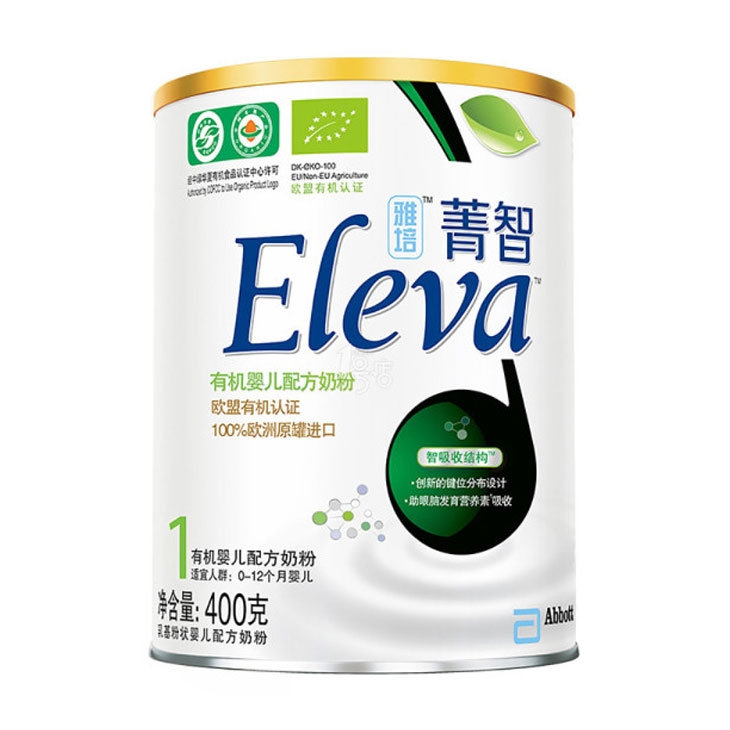 经中绿华夏有机食品认证中心许可
Authorized by COFCC to Use Organic Product Logo
DK-ØKO-100
EU/Non-EU Agriculture
欧盟有机认证
雅培™ 菁智
Eleva™
有机婴儿配方奶粉
欧盟有机认证
100%欧洲原罐进口
智吸收结构™
·创新的键位分布设计
·助眼脑发育营养素¹吸收
1 有机婴儿配方奶粉
适宜人群：0-12个月婴儿
净含量：400克
乳基粉状婴儿配方奶粉
Abbott